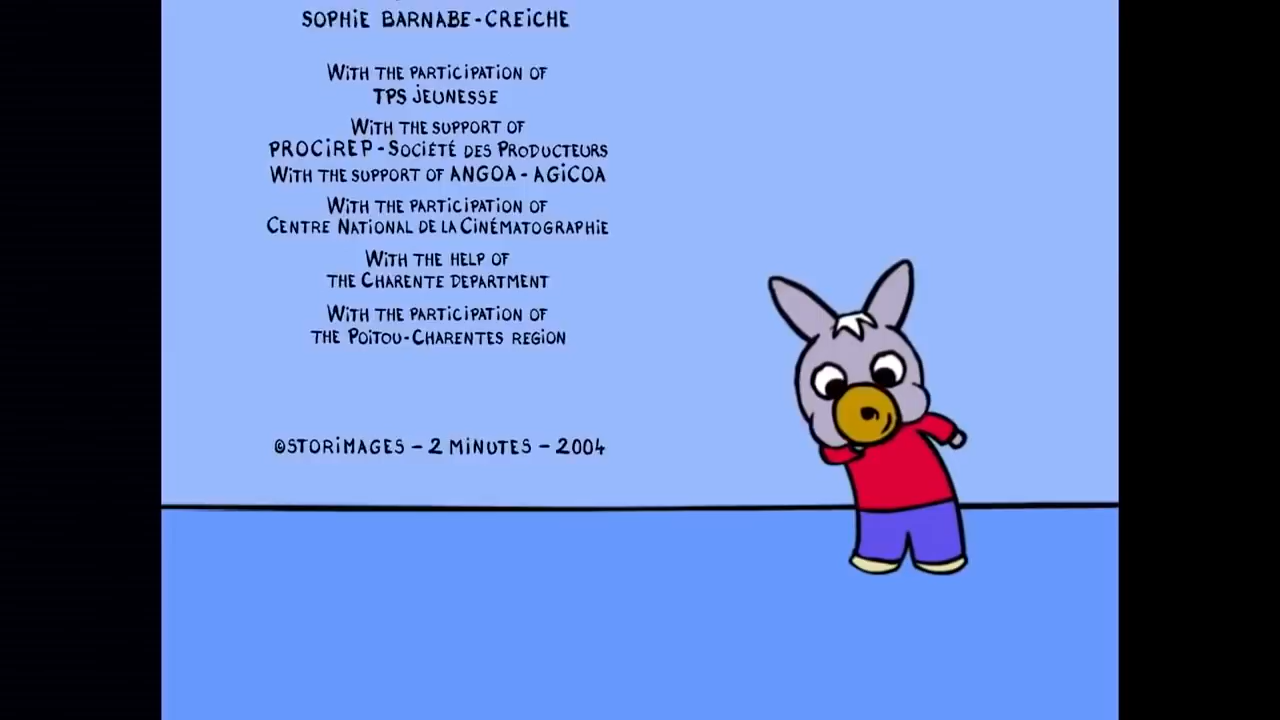 SOPHiE BARNABE-CREiCHE
WiTH THE PARTiCiPATiON OF
TPS JEUNESSE
WiTH THE SUPPORT OF
PROCiREP-SOCiÉTÉ DES PRODUCTEURS
WiTH THE SUPPORT OF ANGOA-AGiCOA
WiTH THE PARTiCiPATiON OF
CENTRE NATiONAL DE LA CiNÉMATOGRAPHiE
WiTH THE HELP OF
THE CHARENTE DEPARTMENT
WiTH THE PARTiCiPATiON OF
THE POiTOU-CHARENTES REGiON
©STORiMAGES - 2 MiNUTES - 2004